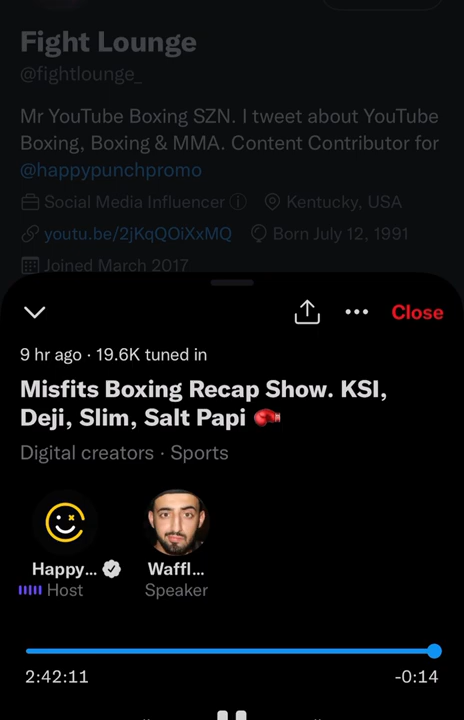 Fight Lounge
@fightlounge_
Mr YouTube Boxing SZN. I tweet about YouTube
Boxing, Boxing & MMA. Content Contributor for
@happypunchpromo
Social Media Influencer Kentucky, USA
youtu.be/2jKqQOiXxMQ Born July 12, 1991
Joined March 2017
Close
9 hr ago · 19.6K tuned in
Misfits Boxing Recap Show. KSI,
Deji, Slim, Salt Papi 🥊
Digital creators · Sports
Happy... Waffl...
Host Speaker
2:42:11 -0:14